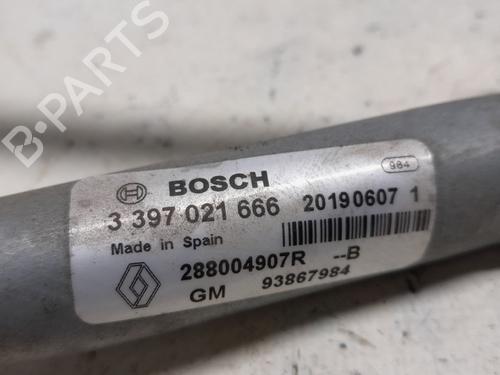 984
BOSCH
3 397 021 666 20190607 1
Made in Spain
288004907R --B
GM 93867984
B-PARTS